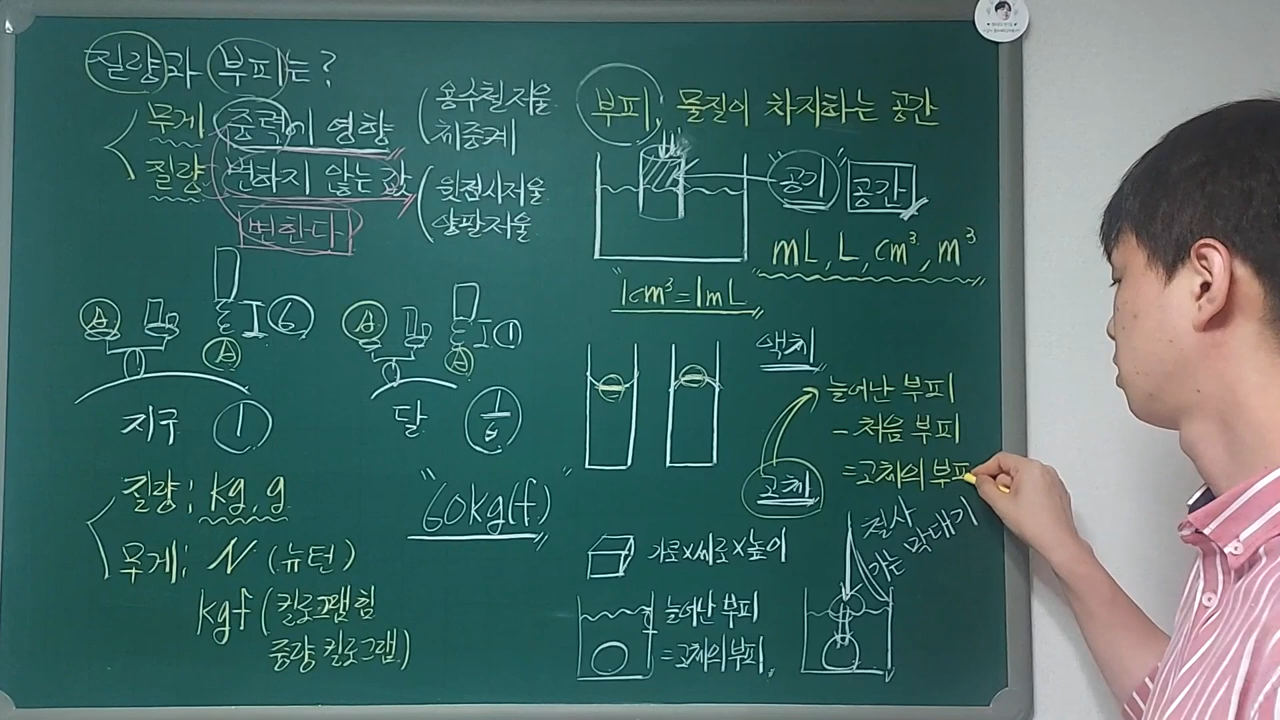 질량과 부피는?
무게 중력의 영향
질량 변하지 않는 값
변한다
용수철저울
체중계
윗접시저울
양팔저울
A
6
A
지구 1
A
1
A
달 1/6
질량: kg, g
무게: N (뉴턴)
kgf (킬로그램힘
중량 킬로그램)
"60kg(f)"
부피, 물질이 차지하는 공간
"공기" 공간
mL, L, cm³, m³
"1cm³=1mL"
액체
늘어난 부피
- 처음 부피
=고체의 부피
고체
가로×세로×높이
늘어난 부피
=고체의 부피
철사
가는 막대기